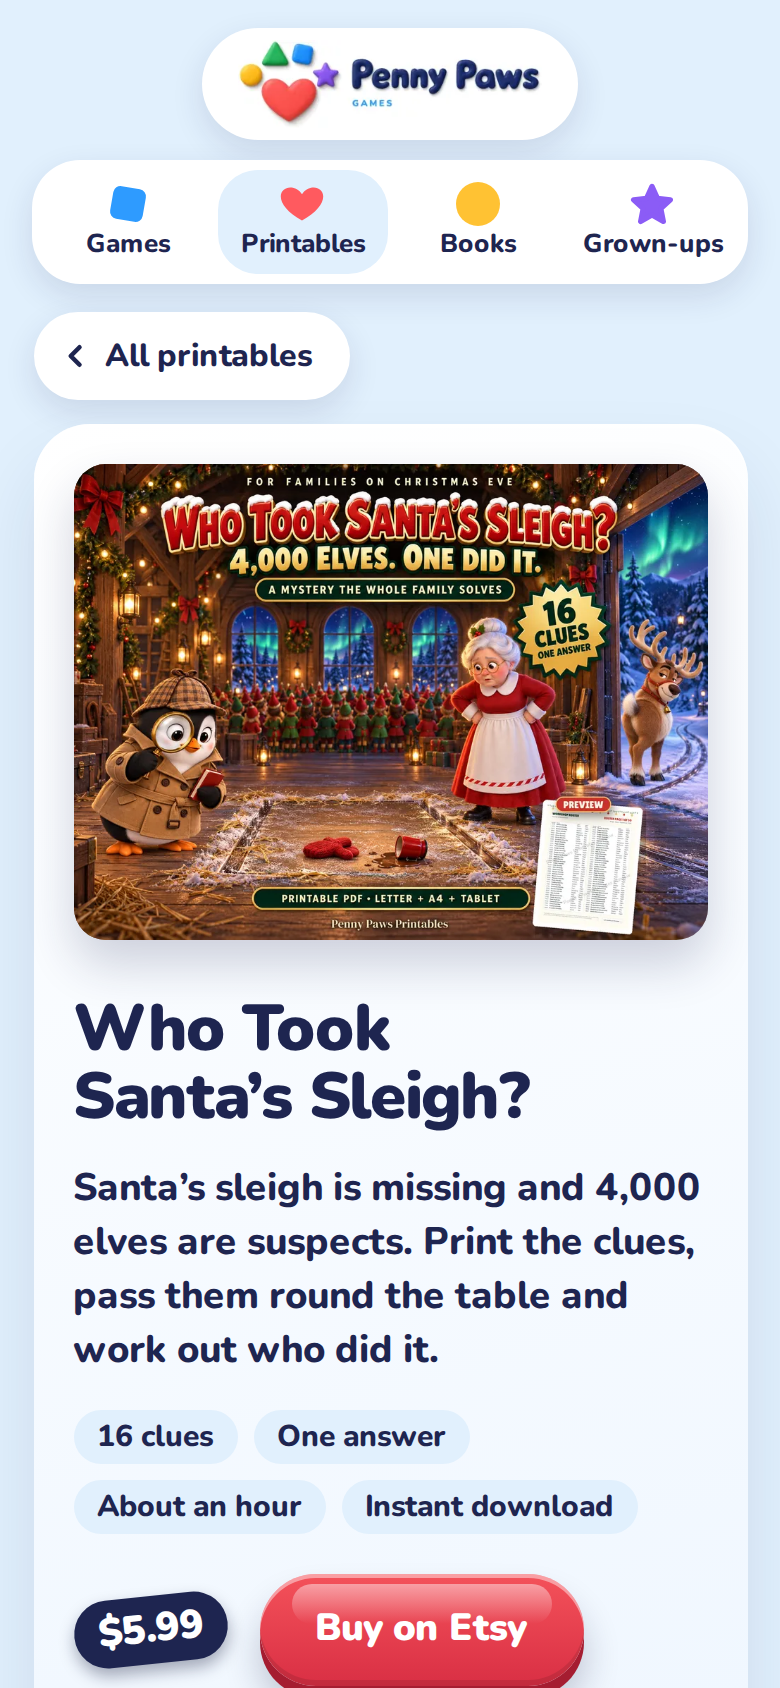 Penny Paws
GAMES
Games
Printables
Books
Grown-ups
All printables
FOR FAMILIES ON CHRISTMAS EVE
WHO TOOK SANTA'S SLEIGH?
4,000 ELVES. ONE DID IT.
A MYSTERY THE WHOLE FAMILY SOLVES
16
CLUES
ONE ANSWER
PREVIEW
PRINTABLE PDF • LETTER + A4 + TABLET
Penny Paws Printables
Who Took
Santa’s Sleigh?
Santa’s sleigh is missing and 4,000
elves are suspects. Print the clues,
pass them round the table and
work out who did it.
16 clues
One answer
About an hour
Instant download
$5.99
Buy on Etsy